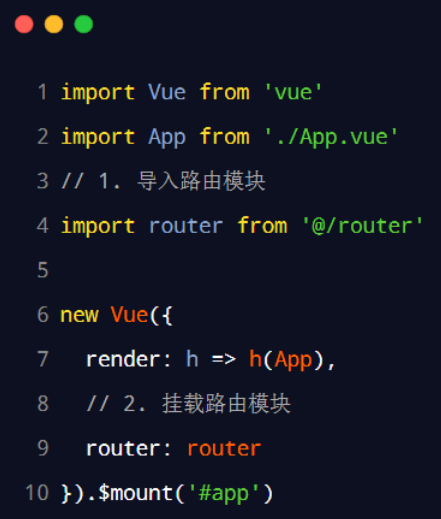 1 import Vue from 'vue'
2 import App from './App.vue'
3 // 1. 导入路由模块
4 import router from '@/router'
5
6 new Vue({
7   render: h => h(App),
8   // 2. 挂载路由模块
9   router: router
10 }).$mount('#app')